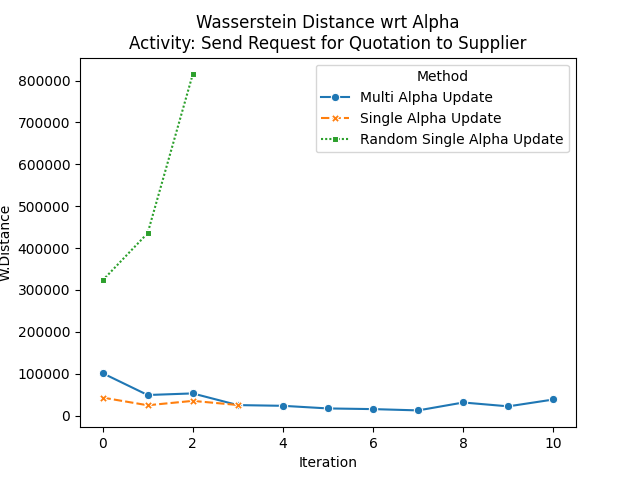 Wasserstein Distance wrt Alpha
Activity: Send Request for Quotation to Supplier
Method
Multi Alpha Update
Single Alpha Update
Random Single Alpha Update
W.Distance
800000
700000
600000
500000
400000
300000
200000
100000
0
0 2 4 6 8 10
Iteration